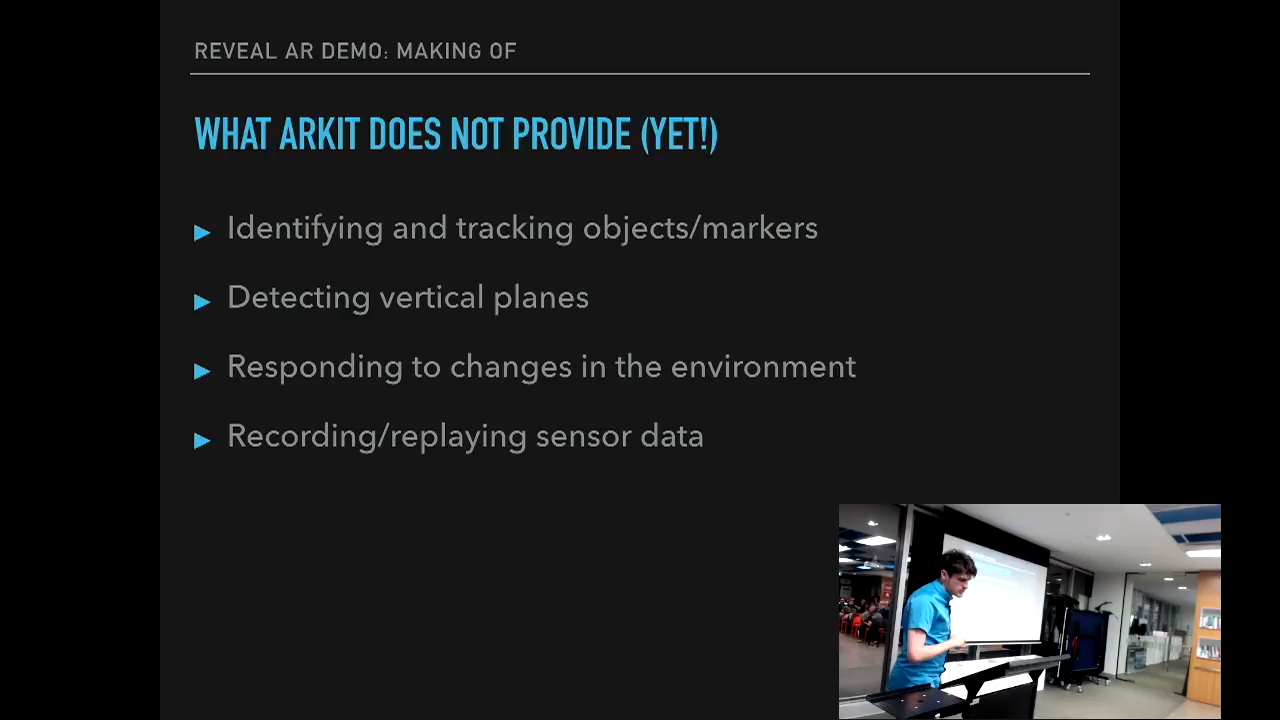 REVEAL AR DEMO: MAKING OF
WHAT ARKIT DOES NOT PROVIDE (YET!)
Identifying and tracking objects/markers
Detecting vertical planes
Responding to changes in the environment
Recording/replaying sensor data